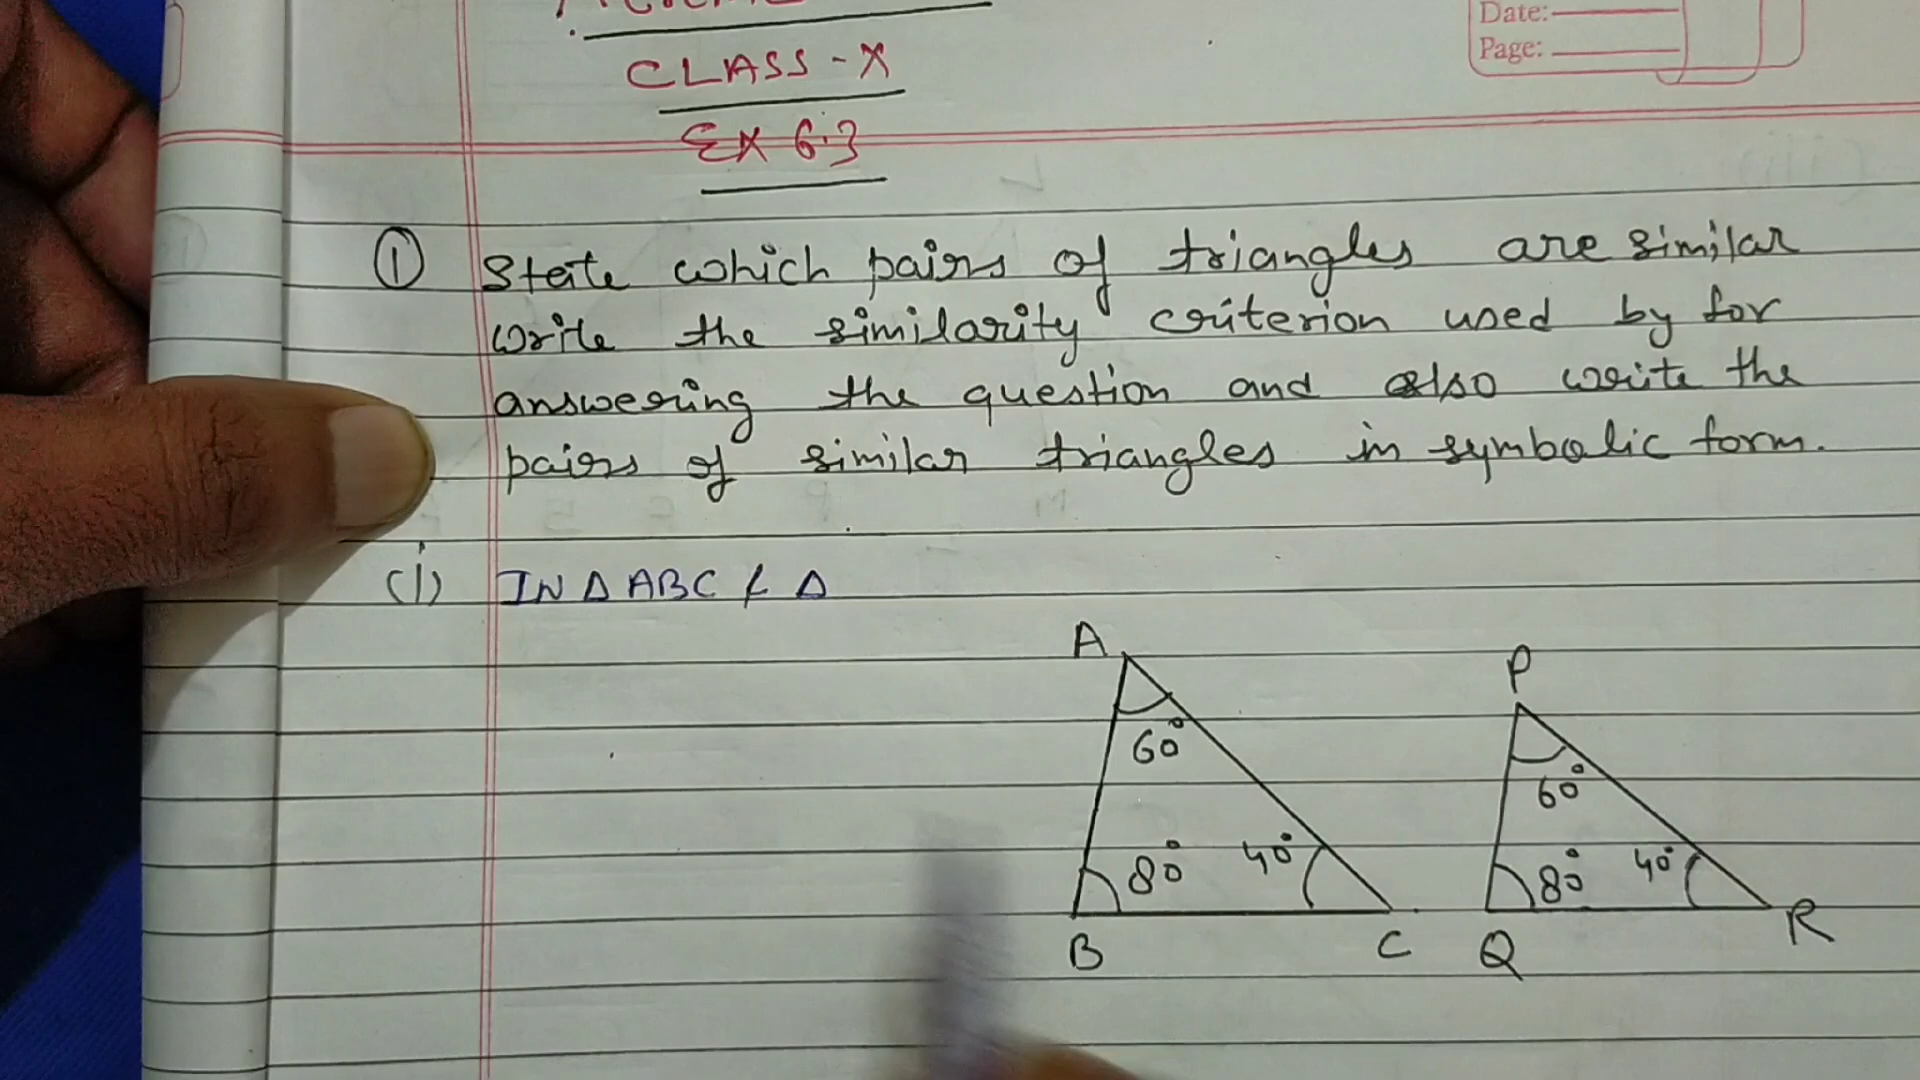 Date:
Page:
CLASS - X
EX 6.3
① State which pairs of triangles are similar
write the similarity criterion used by for
answering the question and also write the
pairs of similar triangles in symbolic form.
(i) IN Δ ABC & Δ
A
P
60°
60°
80° 40°
80° 40°
B C Q R